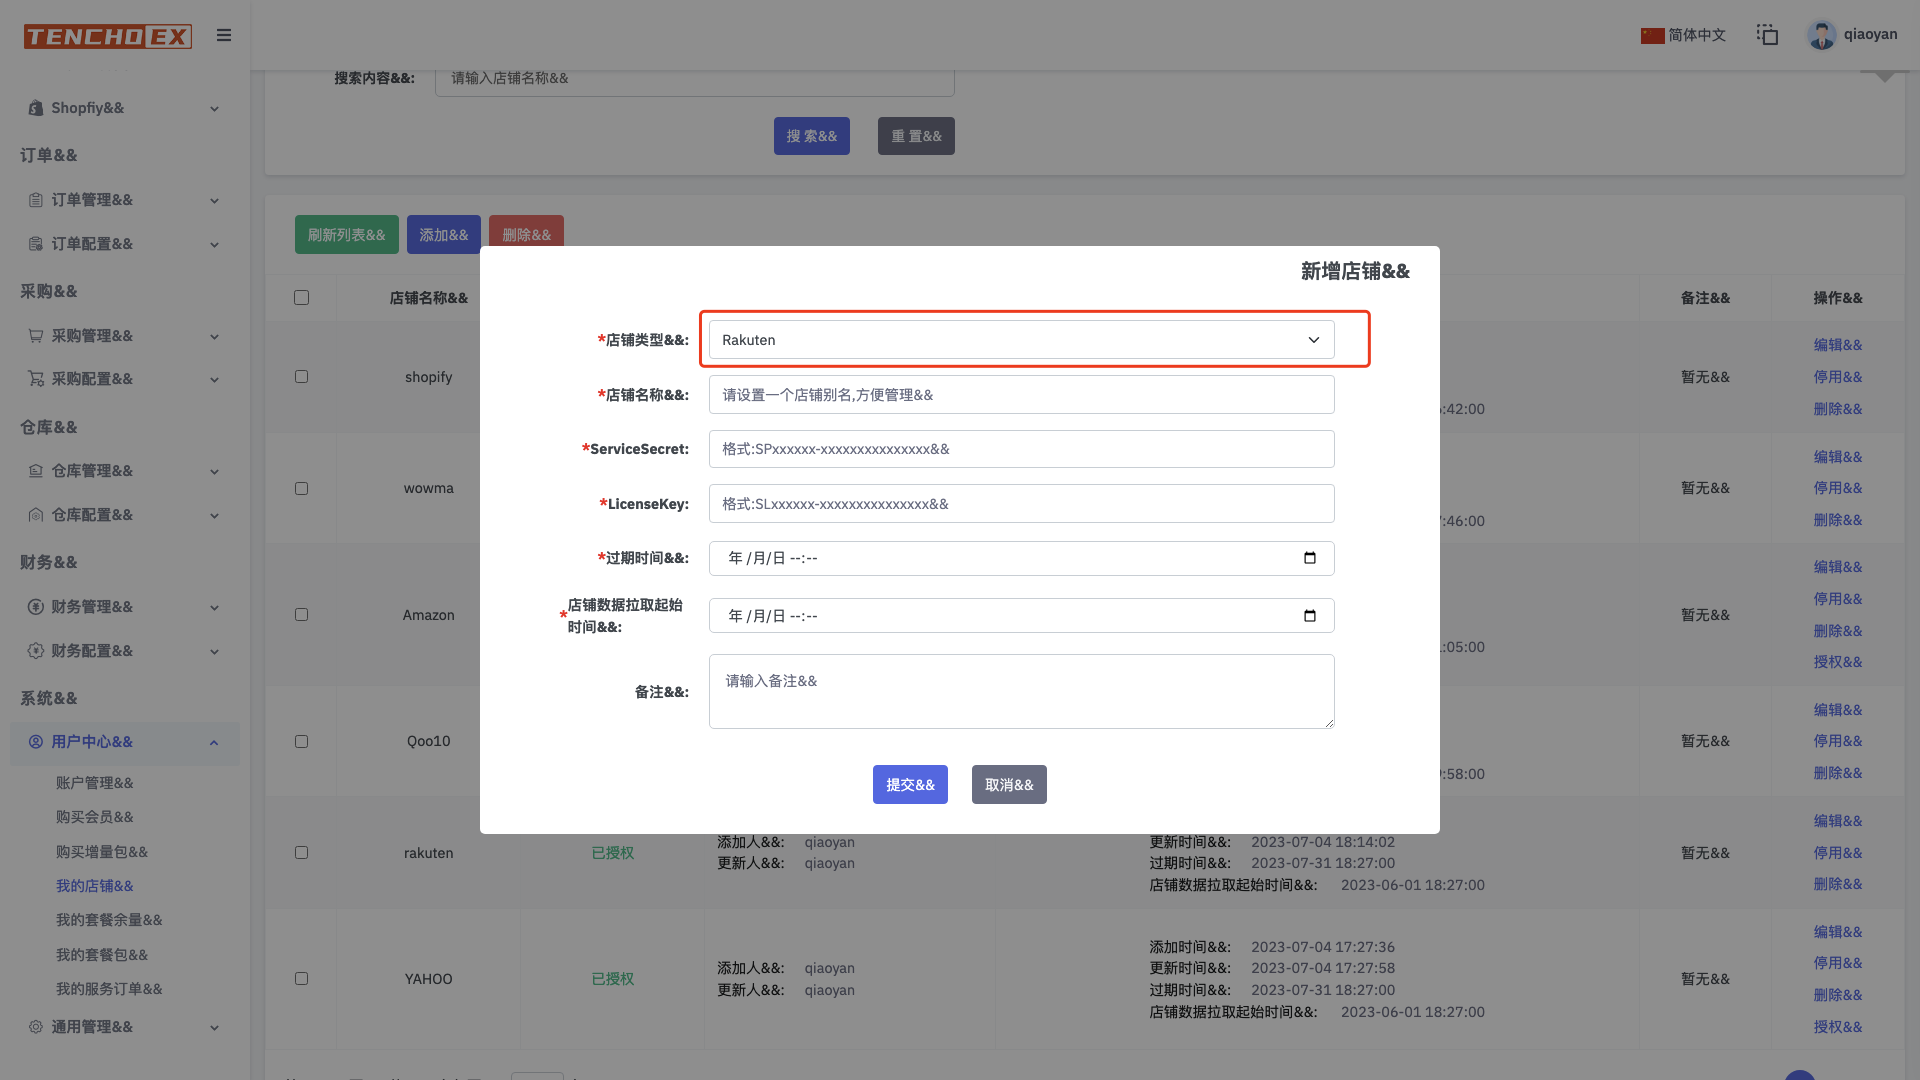 TENCHOEX
简体中文
qiaoyan
搜索内容&&:
请输入店铺名称&&
搜 索&&
重 置&&
Shopfiy&&
订单&&
订单管理&&
订单配置&&
采购&&
采购管理&&
采购配置&&
仓库&&
仓库管理&&
仓库配置&&
财务&&
财务管理&&
财务配置&&
系统&&
用户中心&&
账户管理&&
购买会员&&
购买增量包&&
我的店铺&&
我的套餐余量&&
我的套餐包&&
我的服务订单&&
通用管理&&
刷新列表&&
添加&&
删除&&
店铺名称&&
备注&&
操作&&
新增店铺&&
*店铺类型&&:
Rakuten
*店铺名称&&:
请设置一个店铺别名,方便管理&&
*ServiceSecret:
格式:SPxxxxxx-xxxxxxxxxxxxxxx&&
*LicenseKey:
格式:SLxxxxxx-xxxxxxxxxxxxxxx&&
*过期时间&&:
年 /月/日 --:--
*店铺数据拉取起始
时间&&:
年 /月/日 --:--
备注&&:
请输入备注&&
提交&&
取消&&
shopify
:42:00
暂无&&
编辑&&
停用&&
删除&&
wowma
:46:00
暂无&&
编辑&&
停用&&
删除&&
Amazon
:05:00
暂无&&
编辑&&
停用&&
删除&&
授权&&
Qoo10
:58:00
暂无&&
编辑&&
停用&&
删除&&
rakuten
已授权
添加人&&: qiaoyan
更新人&&: qiaoyan
更新时间&&: 2023-07-04 18:14:02
过期时间&&: 2023-07-31 18:27:00
店铺数据拉取起始时间&&: 2023-06-01 18:27:00
暂无&&
编辑&&
停用&&
删除&&
YAHOO
已授权
添加人&&: qiaoyan
更新人&&: qiaoyan
添加时间&&: 2023-07-04 17:27:36
更新时间&&: 2023-07-04 17:27:58
过期时间&&: 2023-07-31 18:27:00
店铺数据拉取起始时间&&: 2023-06-01 18:27:00
暂无&&
编辑&&
停用&&
删除&&
授权&&